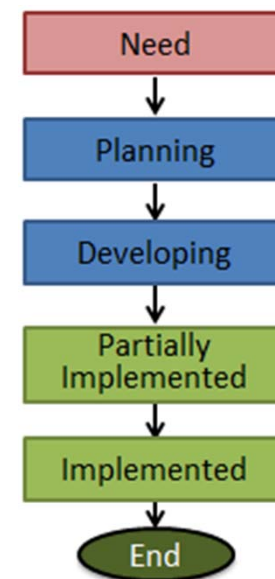 Need
Planning
Developing
Partially
Implemented
Implemented
End